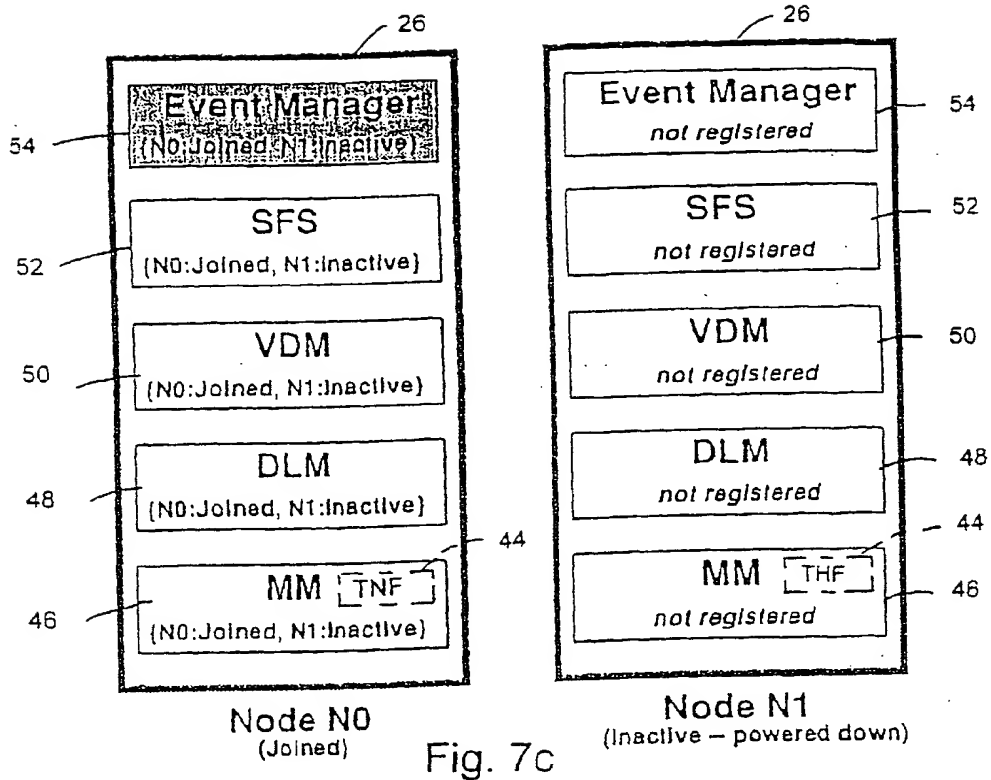 26
Event Manager
54
(N0:Joined, N1:Inactive)
SFS
52
{N0:Joined, N1:Inactive}
VDM
50
{N0:Joined, N1:Inactive}
DLM
48
{N0:Joined, N1:Inactive}
44
MM TNF
46
{N0:Joined, N1:Inactive}
Node N0
(Joined)
26
Event Manager
54
not registered
SFS
52
not registered
VDM
50
not registered
DLM
48
not registered
44
MM THF
46
not registered
Node N1
(Inactive – powered down)
Fig. 7c